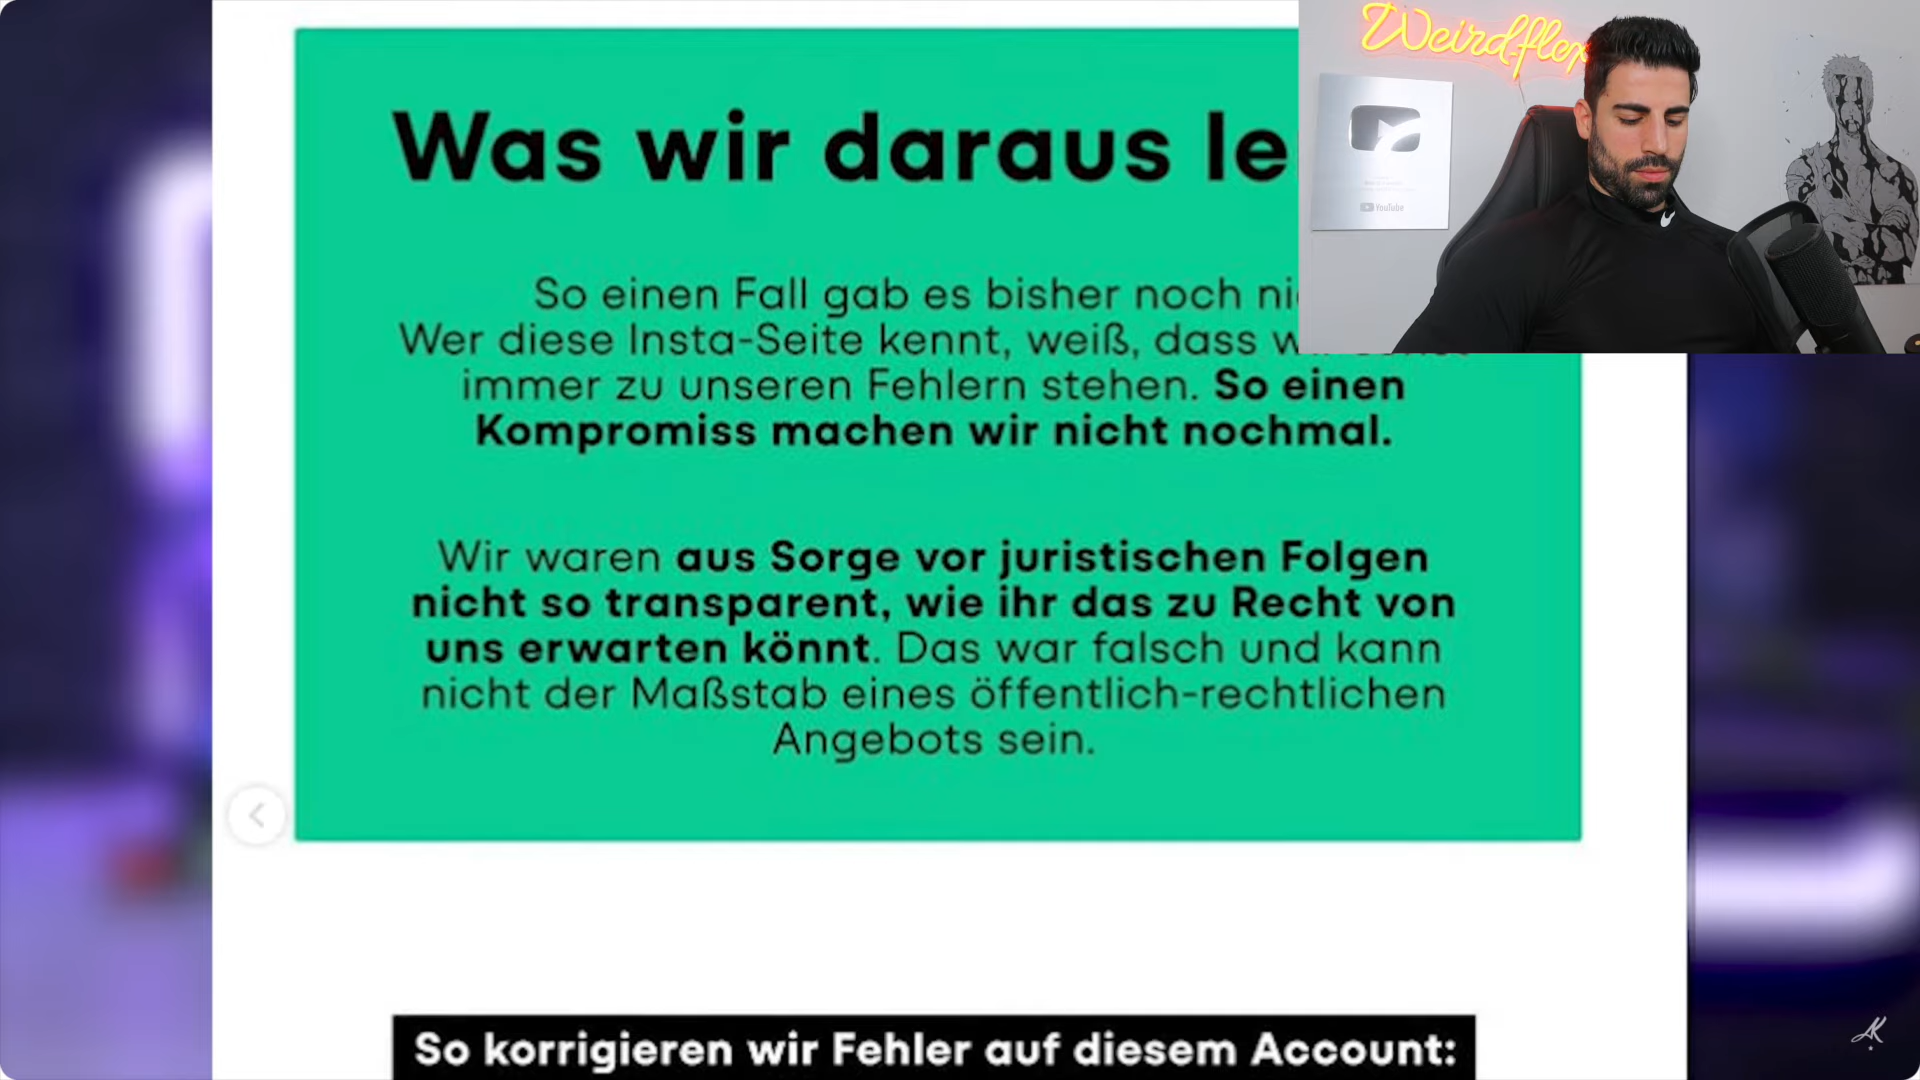 Was wir daraus le
So einen Fall gab es bisher noch
Wer diese Insta-Seite kennt, weiß, dass
immer zu unseren Fehlern stehen. So einen
Kompromiss machen wir nicht nochmal.
Wir waren aus Sorge vor juristischen Folgen
nicht so transparent, wie ihr das zu Recht von
uns erwarten könnt. Das war falsch und kann
nicht der Maßstab eines öffentlich-rechtlichen
Angebots sein.
So korrigieren wir Fehler auf diesem Account:
Weird-flex
YouTube
AK